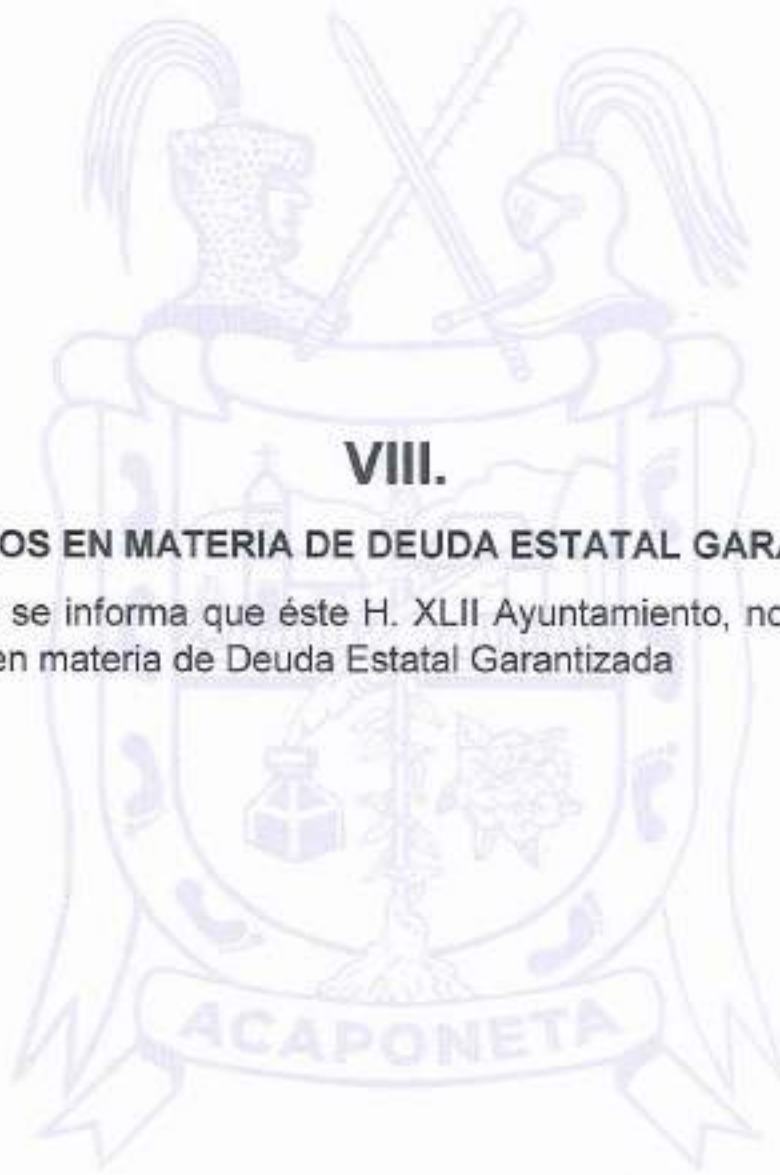 VIII.
OS EN MATERIA DE DEUDA ESTATAL GARA
se informa que éste H. XLII Ayuntamiento, no
en materia de Deuda Estatal Garantizada
ACAPONETA